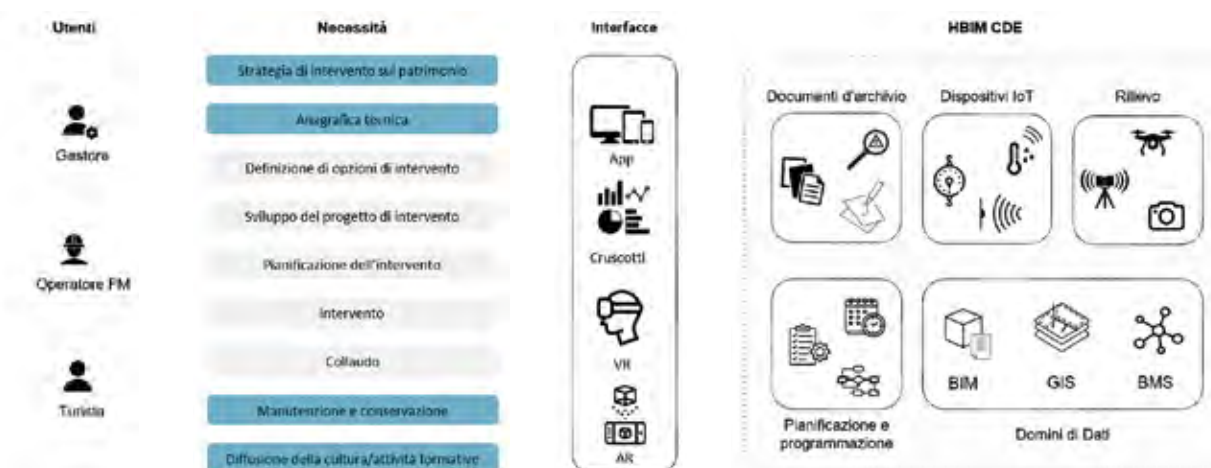 Utenti
Gestore
Operatore FM
Turista
Necessità
Strategia di intervento sul patrimonio
Anagrafica tecnica
Definizione di opzioni di intervento
Sviluppo del progetto di intervento
Pianificazione dell'intervento
Intervento
Collaudo
Manutenzione e conservazione
Diffusione della cultura/attività formative
Interfacce
App
Cruscotti
VR
AR
HBIM CDE
Documenti d'archivio
Dispositivi IoT
Rilievo
Pianificazione e
programmazione
BIM
GIS
BMS
Domini di Dati